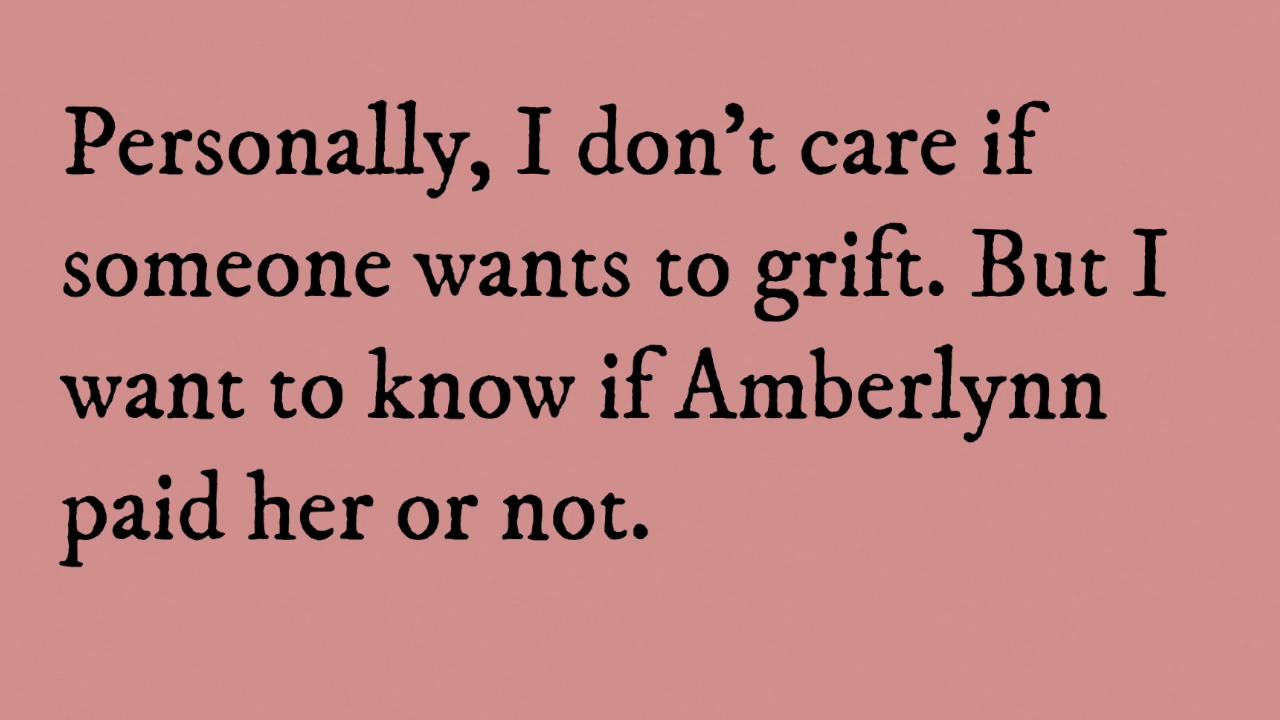 Personally, I don’t care if
someone wants to grift. But I
want to know if Amberlynn
paid her or not.